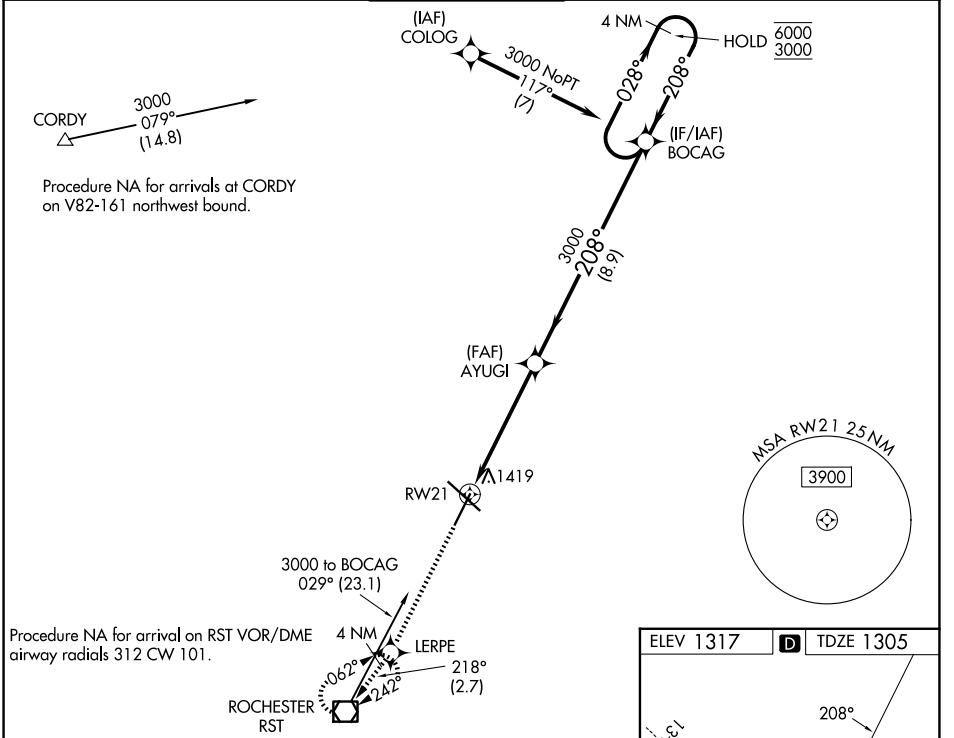 (IAF)
COLOG
3000 NoPT
117°
(7)
4 NM
HOLD
6000
3000
028°
208°
(IF/IAF)
BOCAG
CORDY
3000
079°
(14.8)
Procedure NA for arrivals at CORDY
on V82-161 northwest bound.
3000
208°
(8.9)
(FAF)
AYUGI
MSA RW21 25 NM
3900
1419
RW21
3000 to BOCAG
029° (23.1)
Procedure NA for arrival on RST VOR/DME
airway radials 312 CW 101.
4 NM
LERPE
062°
242°
218°
(2.7)
ROCHESTER
RST
ELEV 1317
D
TDZE 1305
208°